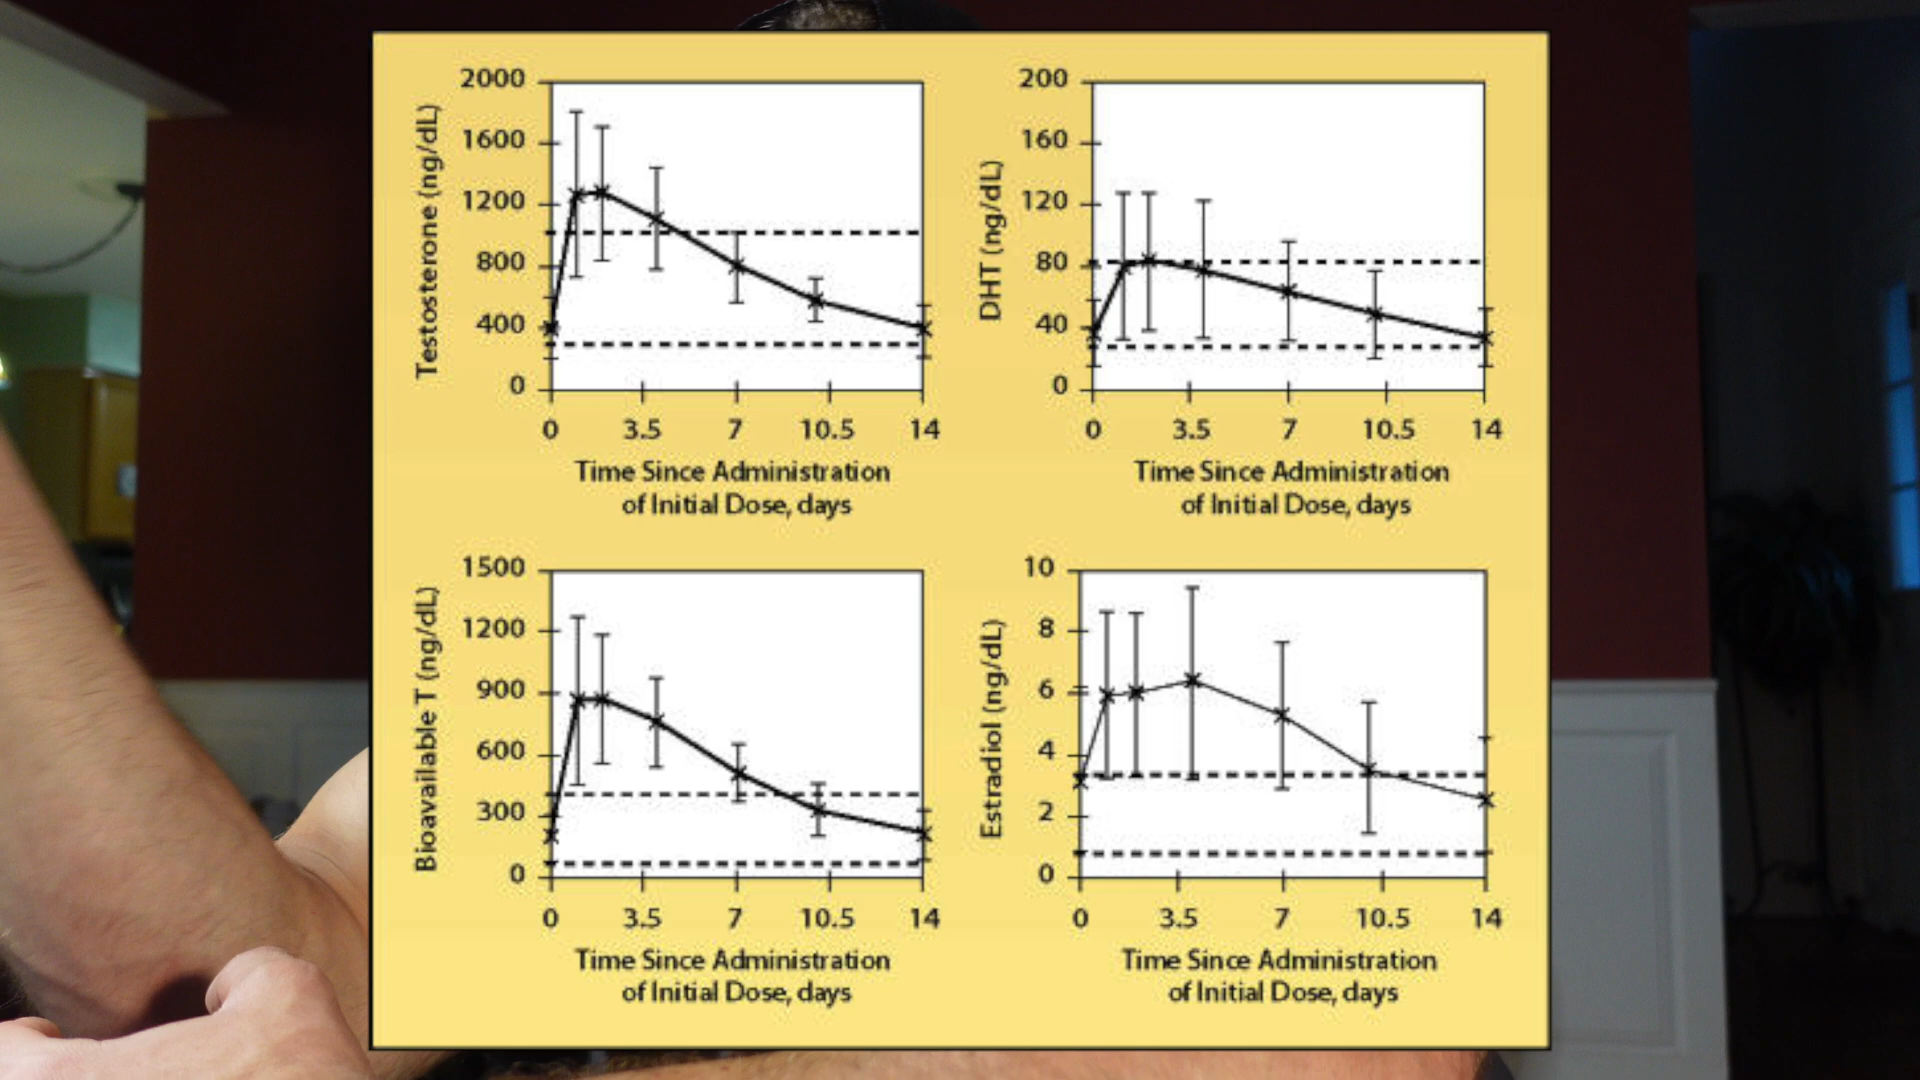 2000
1600
1200
800
400
0
Testosterone (ng/dL)
0 3.5 7 10.5 14
Time Since Administration
of Initial Dose, days
200
160
120
80
40
0
DHT (ng/dL)
0 3.5 7 10.5 14
Time Since Administration
of Initial Dose, days
1500
1200
900
600
300
0
Bioavailable T (ng/dL)
0 3.5 7 10.5 14
Time Since Administration
of Initial Dose, days
10
8
6
4
2
0
Estradiol (ng/dL)
0 3.5 7 10.5 14
Time Since Administration
of Initial Dose, days